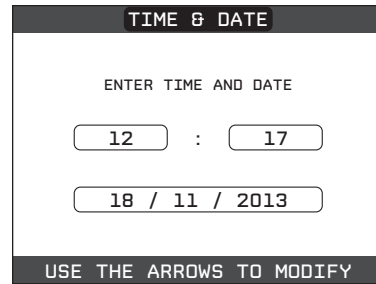 TIME & DATE
ENTER TIME AND DATE
12 : 17
18 / 11 / 2013
USE THE ARROWS TO MODIFY